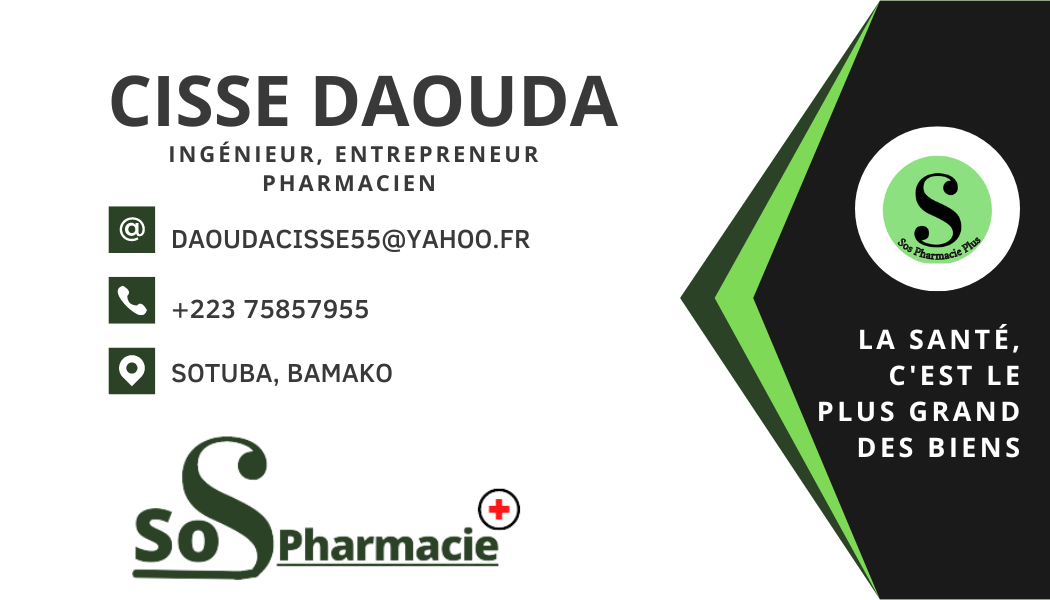 CISSE DAOUDA
INGÉNIEUR, ENTREPRENEUR
PHARMACIEN
@
DAOUDACISSE55@YAHOO.FR
+223 75857955
SOTUBA, BAMAKO
SoS Pharmacie
S
Sos Pharmacie Plus
LA SANTÉ,
C'EST LE
PLUS GRAND
DES BIENS